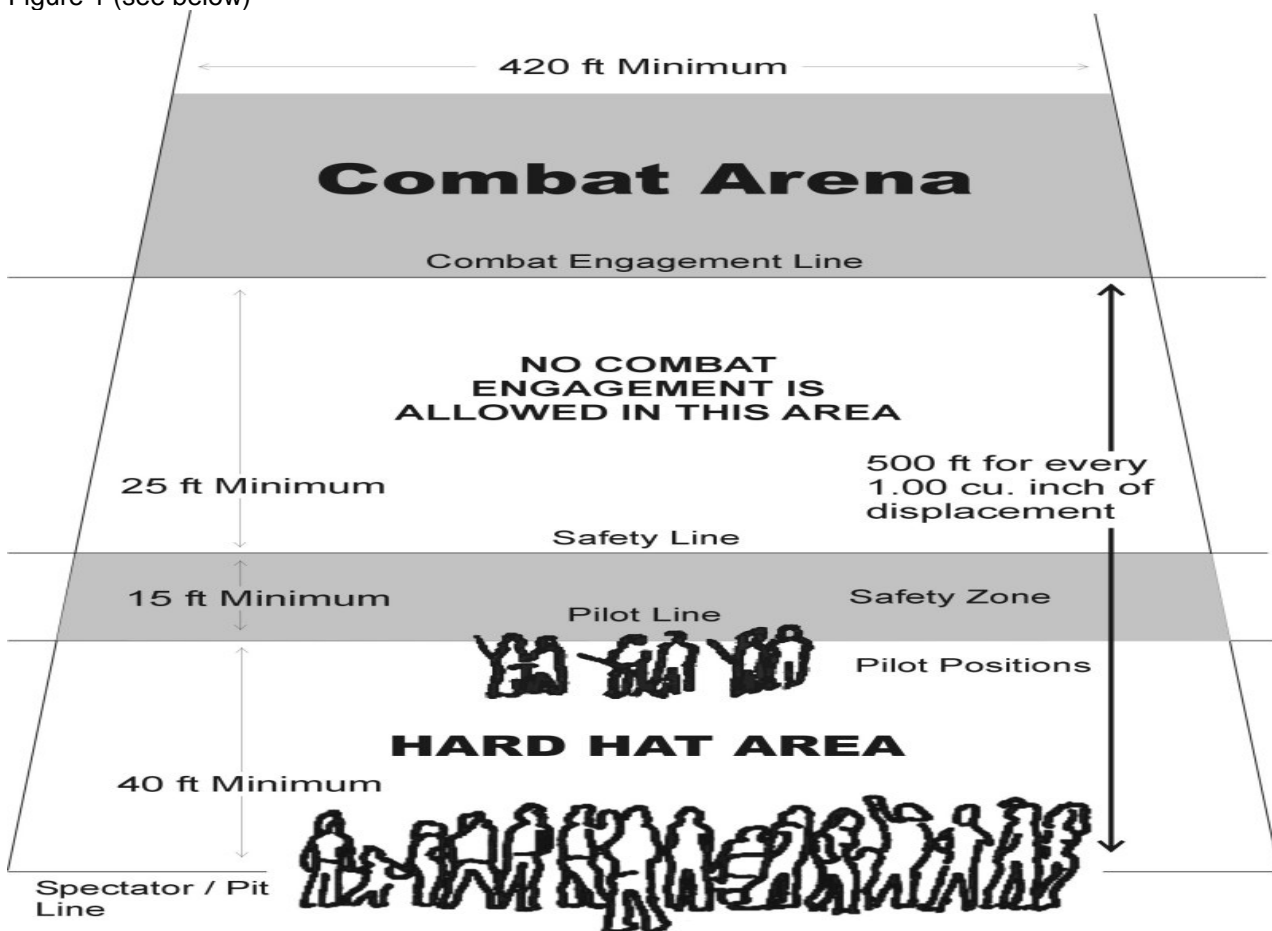 Figure 1 (see below)
420 ft Minimum
Combat Arena
Combat Engagement Line
NO COMBAT
ENGAGEMENT IS
ALLOWED IN THIS AREA
500 ft for every
1.00 cu. inch of
displacement
25 ft Minimum
Safety Line
15 ft Minimum
Safety Zone
Pilot Line
Pilot Positions
HARD HAT AREA
40 ft Minimum
Spectator / Pit
Line